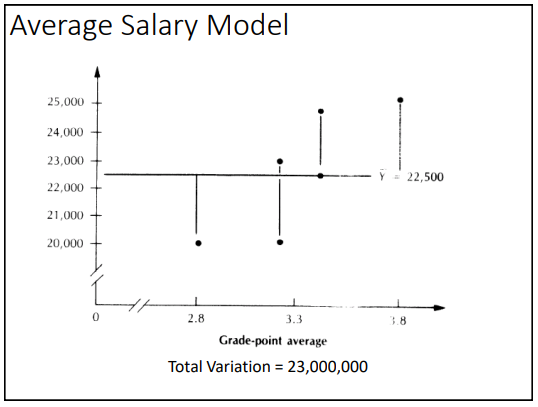 Average Salary Model
25,000
24,000
23,000
Ȳ = 22,500
22,000
21,000
20,000
0
2.8
3.3
3.8
Grade-point average
Total Variation = 23,000,000